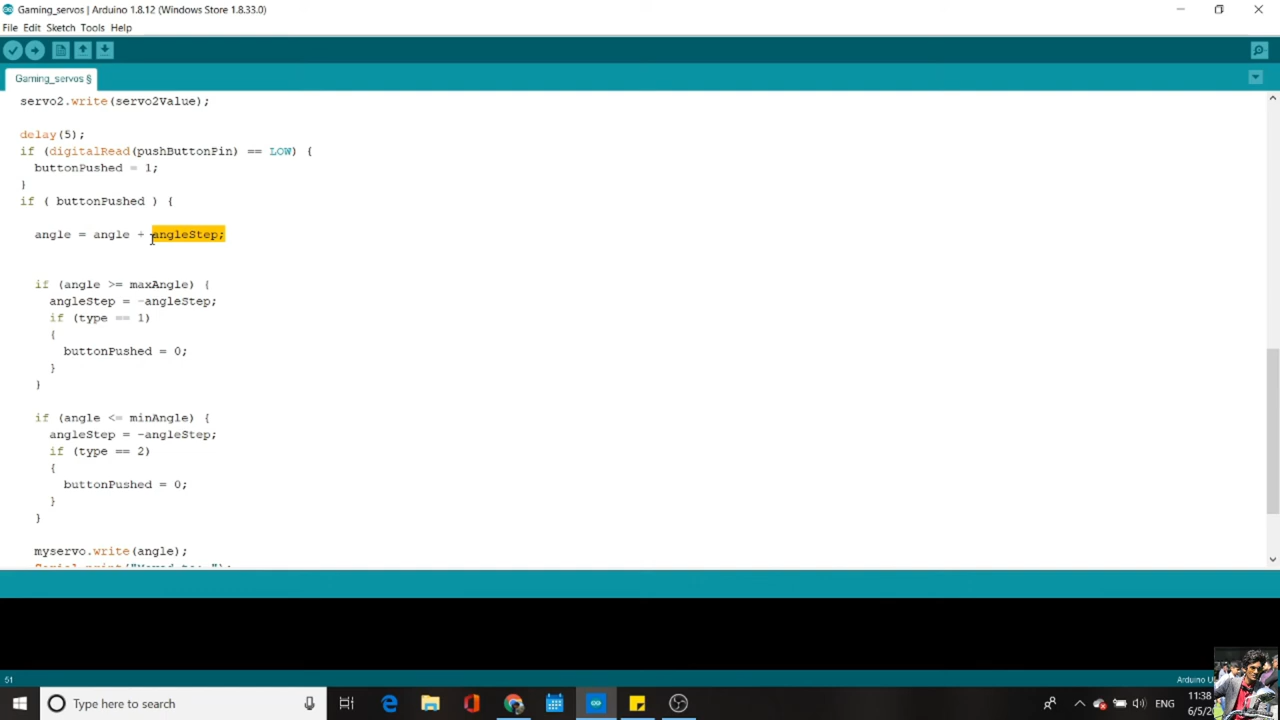 Gaming_servos | Arduino 1.8.12 (Windows Store 1.8.33.0)
File Edit Sketch Tools Help
Gaming_servos §
servo2.write(servo2Value);
delay(5);
if (digitalRead(pushButtonPin) == LOW) {
buttonPushed = 1;
}
if ( buttonPushed ) {
angle = angle + angleStep;
if (angle >= maxAngle) {
angleStep = -angleStep;
if (type == 1)
{
buttonPushed = 0;
}
}
if (angle <= minAngle) {
angleStep = -angleStep;
if (type == 2)
{
buttonPushed = 0;
}
}
myservo.write(angle);
51
Arduino U
Type here to search
ENG
11:38
6/5/